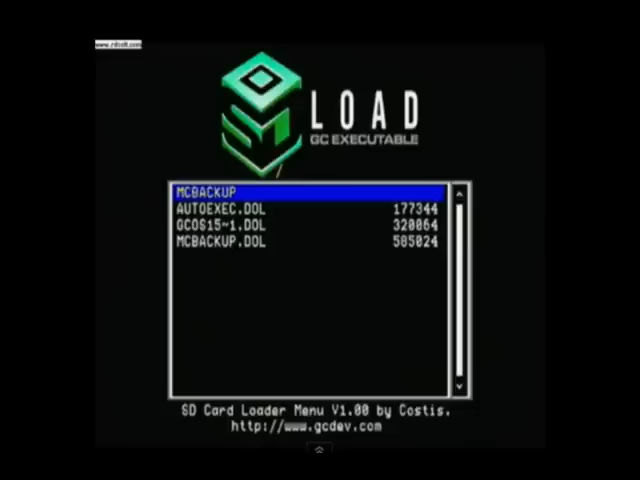 LOAD
GC EXECUTABLE
MCBACKUP
AUTOEXEC.DOL 177344
GCOS15~1.DOL 320064
MCBACKUP.DOL 585024
SD Card Loader Menu V1.00 by Costis.
http://www.gcdev.com